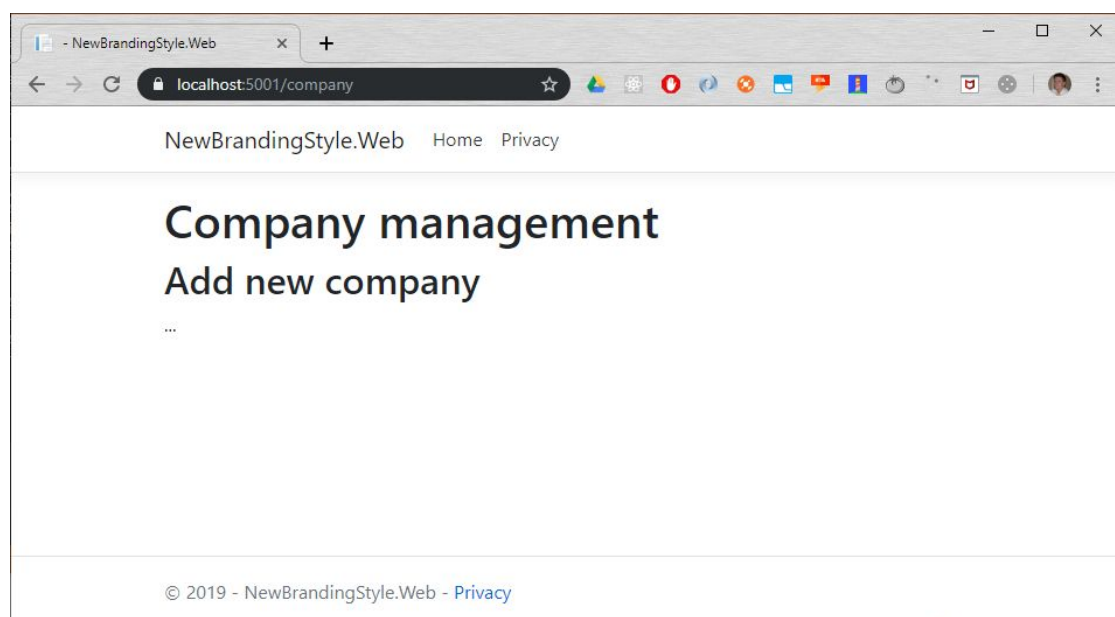 - NewBrandingStyle.Web
localhost:5001/company
NewBrandingStyle.Web Home Privacy
Company management
Add new company
...
© 2019 - NewBrandingStyle.Web - Privacy